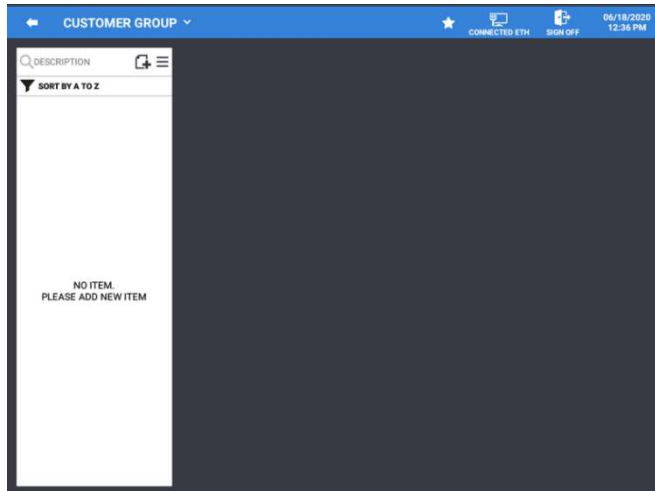 CUSTOMER GROUP
CONNECTED ETH
SIGN OFF
06/18/2020
12:36 PM
DESCRIPTION
SORT BY A TO Z
NO ITEM.
PLEASE ADD NEW ITEM